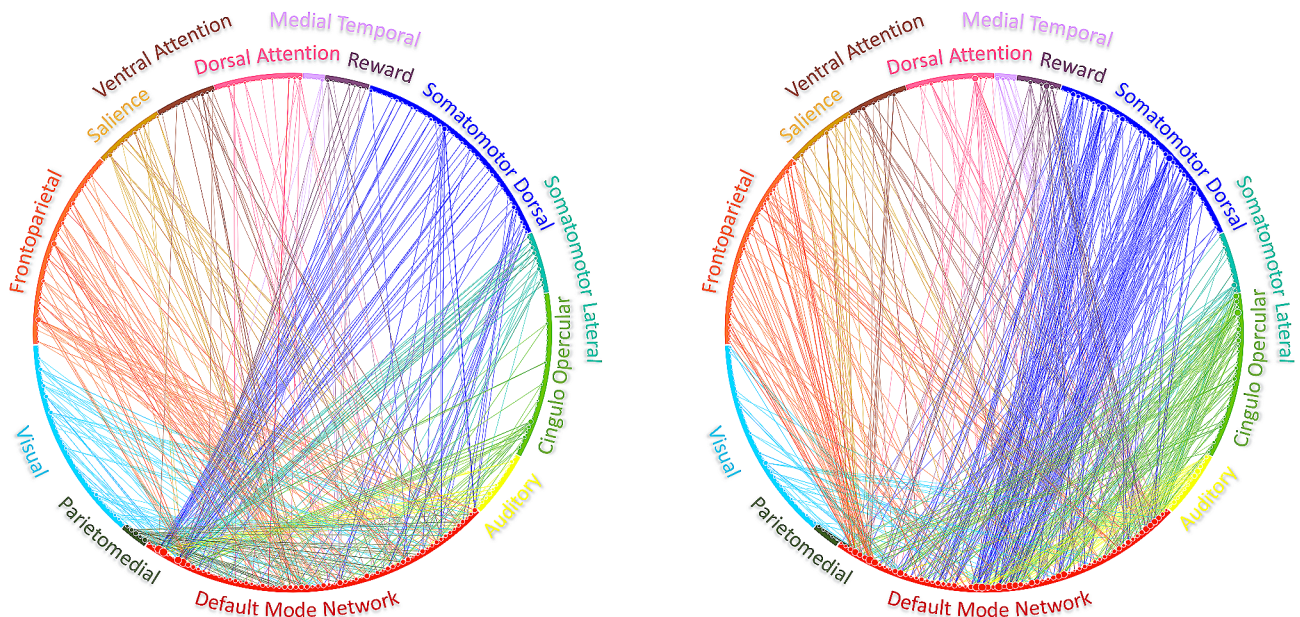 Medial Temporal
Ventral Attention
Dorsal Attention
Reward
Salience
Somatomotor Dorsal
Frontoparietal
Somatomotor Lateral
Cingulo Opercular
Visual
Auditory
Parietomedial
Default Mode Network
Medial Temporal
Ventral Attention
Dorsal Attention
Reward
Salience
Somatomotor Dorsal
Frontoparietal
Somatomotor Lateral
Cingulo Opercular
Visual
Auditory
Parietomedial
Default Mode Network